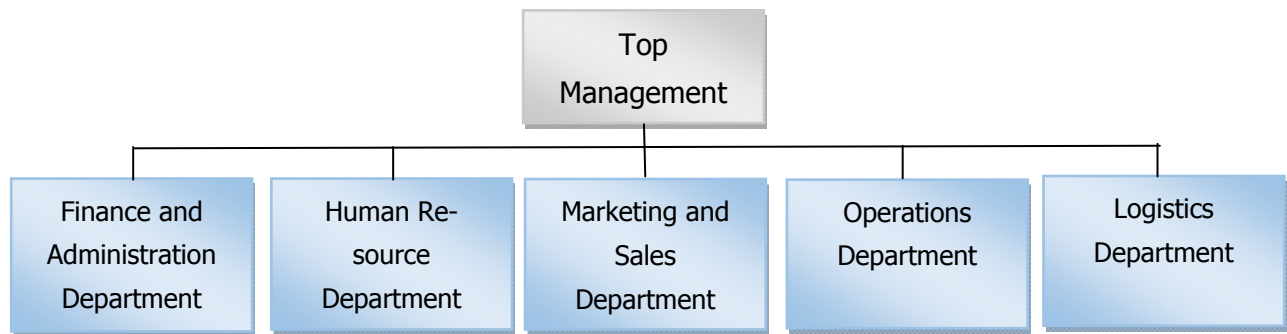 Top
Management
Finance and
Administration
Department
Human Re-
source
Department
Marketing and
Sales
Department
Operations
Department
Logistics
Department